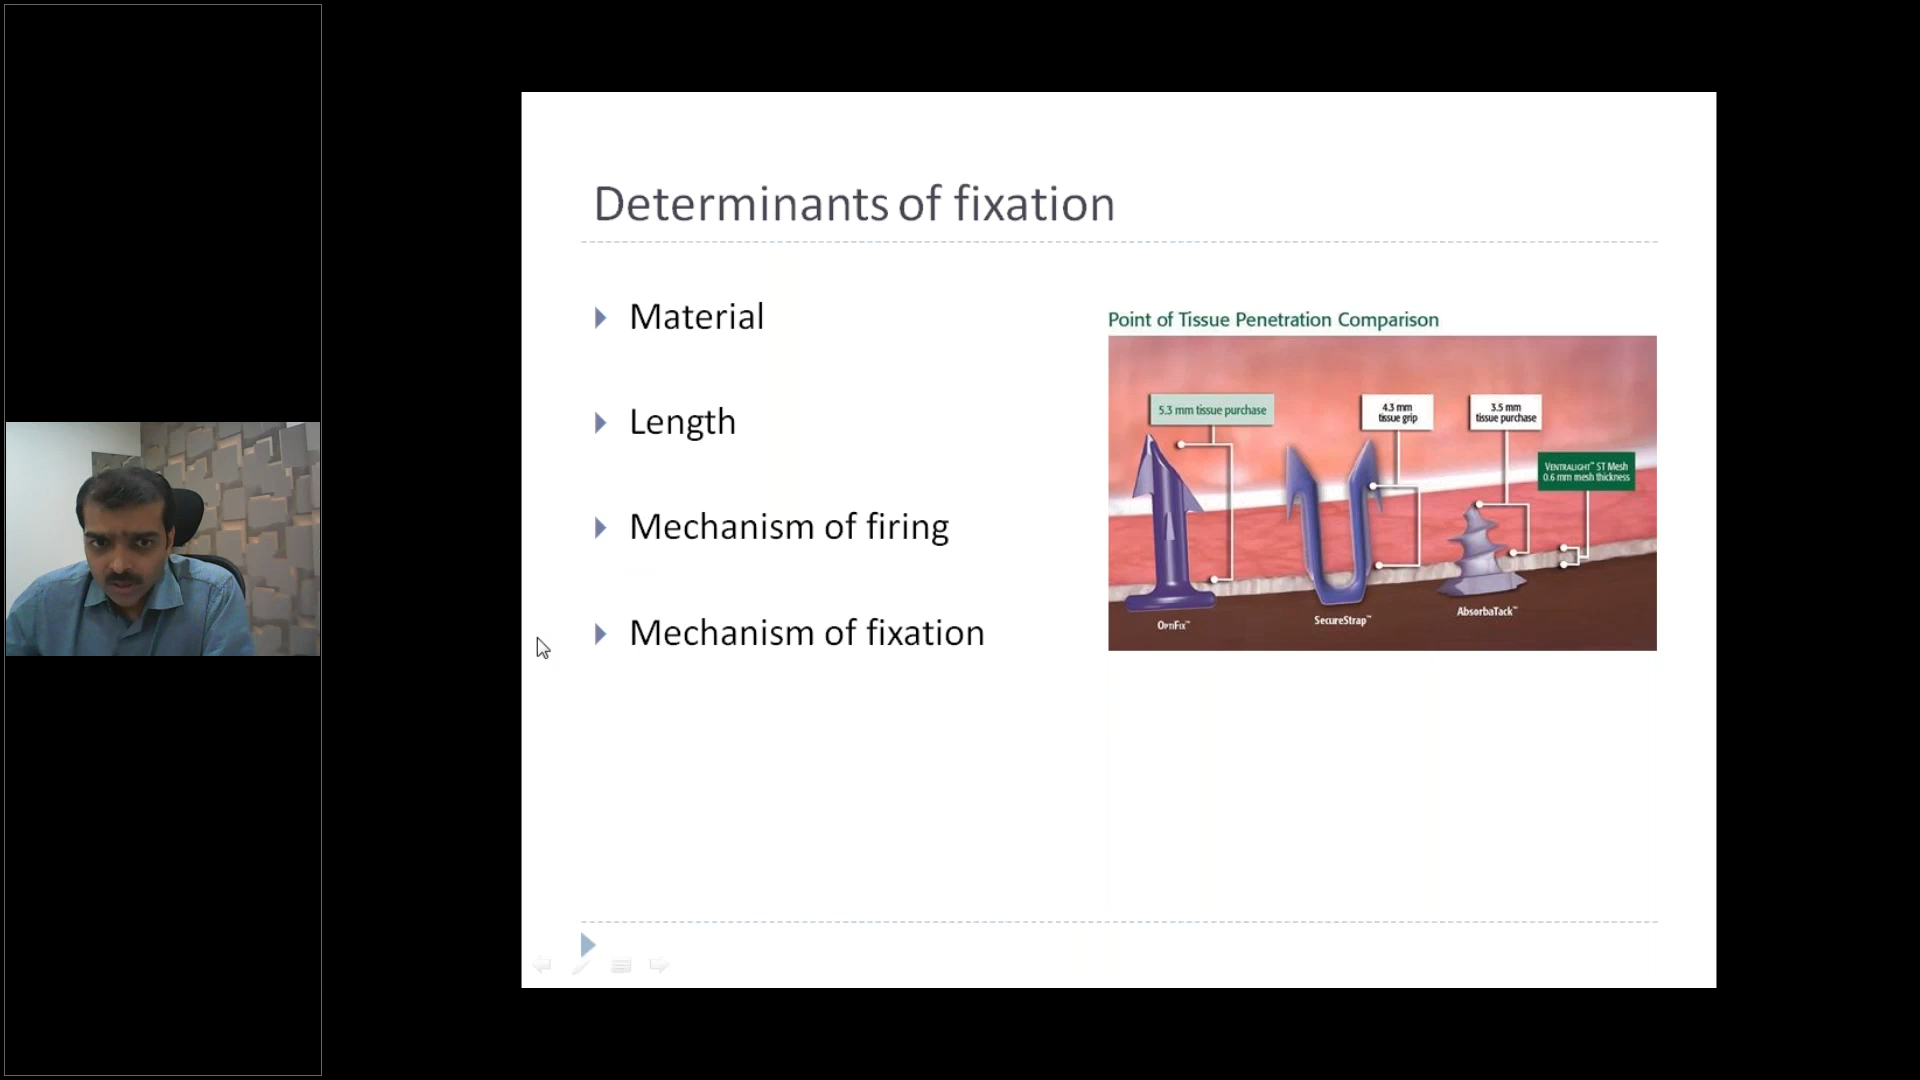 Determinants of fixation
Material
Length
Mechanism of firing
Mechanism of fixation
Point of Tissue Penetration Comparison
5.3 mm tissue purchase
4.3 mm
tissue grip
3.5 mm
tissue purchase
VENTRALIGHT™ ST Mesh
0.6 mm mesh thickness
OPTIFIX™
SecureStrap™
AbsorbaTack™